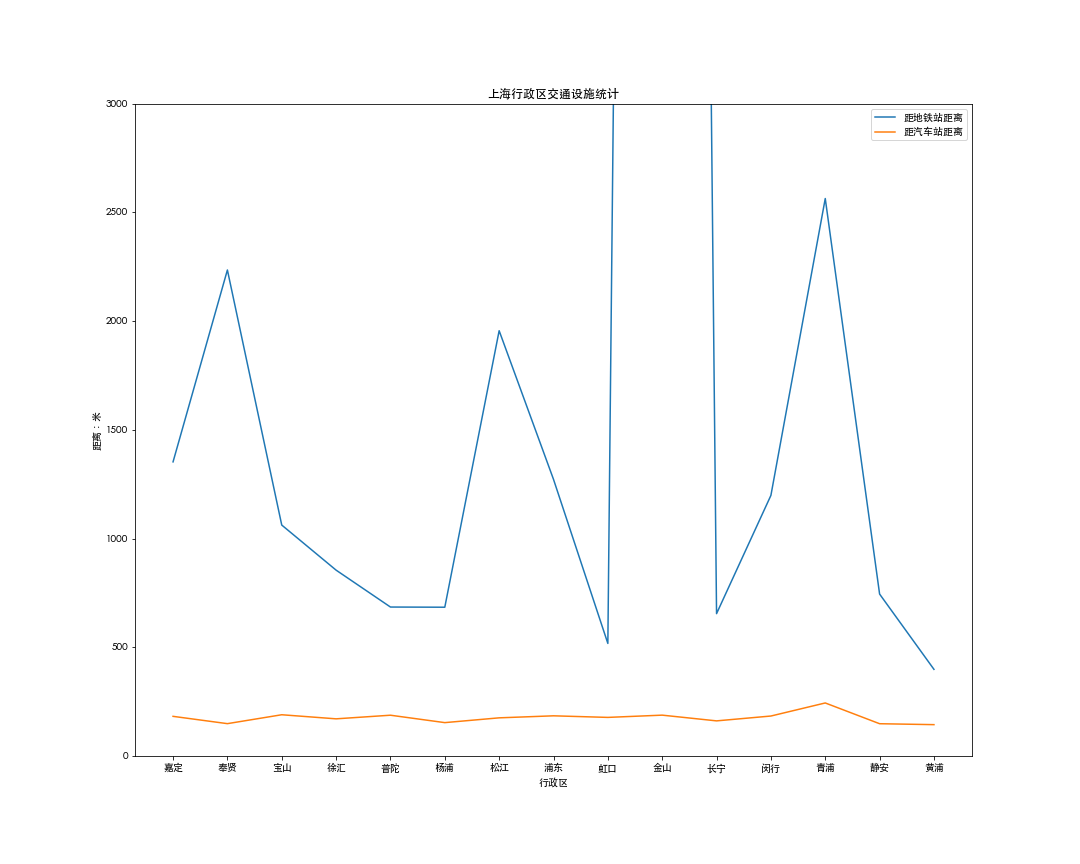 上海行政区交通设施统计
距地铁站距离
距汽车站距离
3000
2500
2000
1500
1000
500
0
距离：米
嘉定 奉贤 宝山 徐汇 普陀 杨浦 松江 浦东 虹口 金山 长宁 闵行 青浦 静安 黄浦
行政区